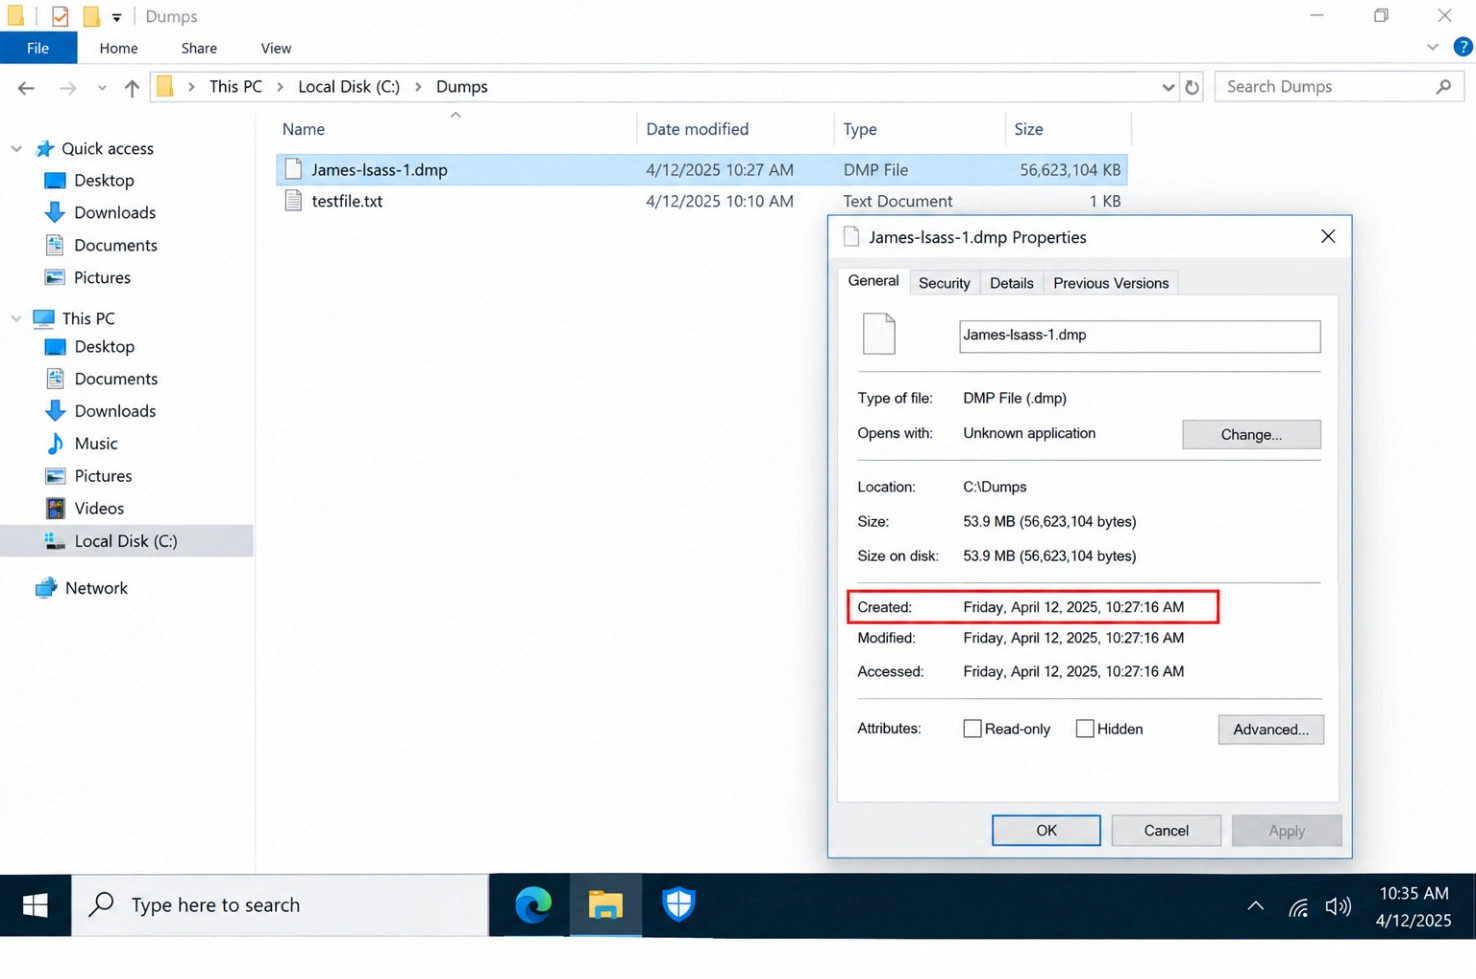 Dumps
File Home Share View
?
This PC Local Disk (C:) Dumps
Search Dumps
Name Date modified Type Size
James-lsass-1.dmp 4/12/2025 10:27 AM DMP File 56,623,104 KB
testfile.txt 4/12/2025 10:10 AM Text Document 1 KB
Quick access
Desktop
Downloads
Documents
Pictures
This PC
Desktop
Documents
Downloads
Music
Pictures
Videos
Local Disk (C:)
Network
James-lsass-1.dmp Properties
General Security Details Previous Versions
James-lsass-1.dmp
Type of file: DMP File (.dmp)
Opens with: Unknown application Change...
Location: C:\Dumps
Size: 53.9 MB (56,623,104 bytes)
Size on disk: 53.9 MB (56,623,104 bytes)
Created: Friday, April 12, 2025, 10:27:16 AM
Modified: Friday, April 12, 2025, 10:27:16 AM
Accessed: Friday, April 12, 2025, 10:27:16 AM
Attributes: Read-only Hidden Advanced...
OK Cancel Apply
Type here to search
10:35 AM
4/12/2025